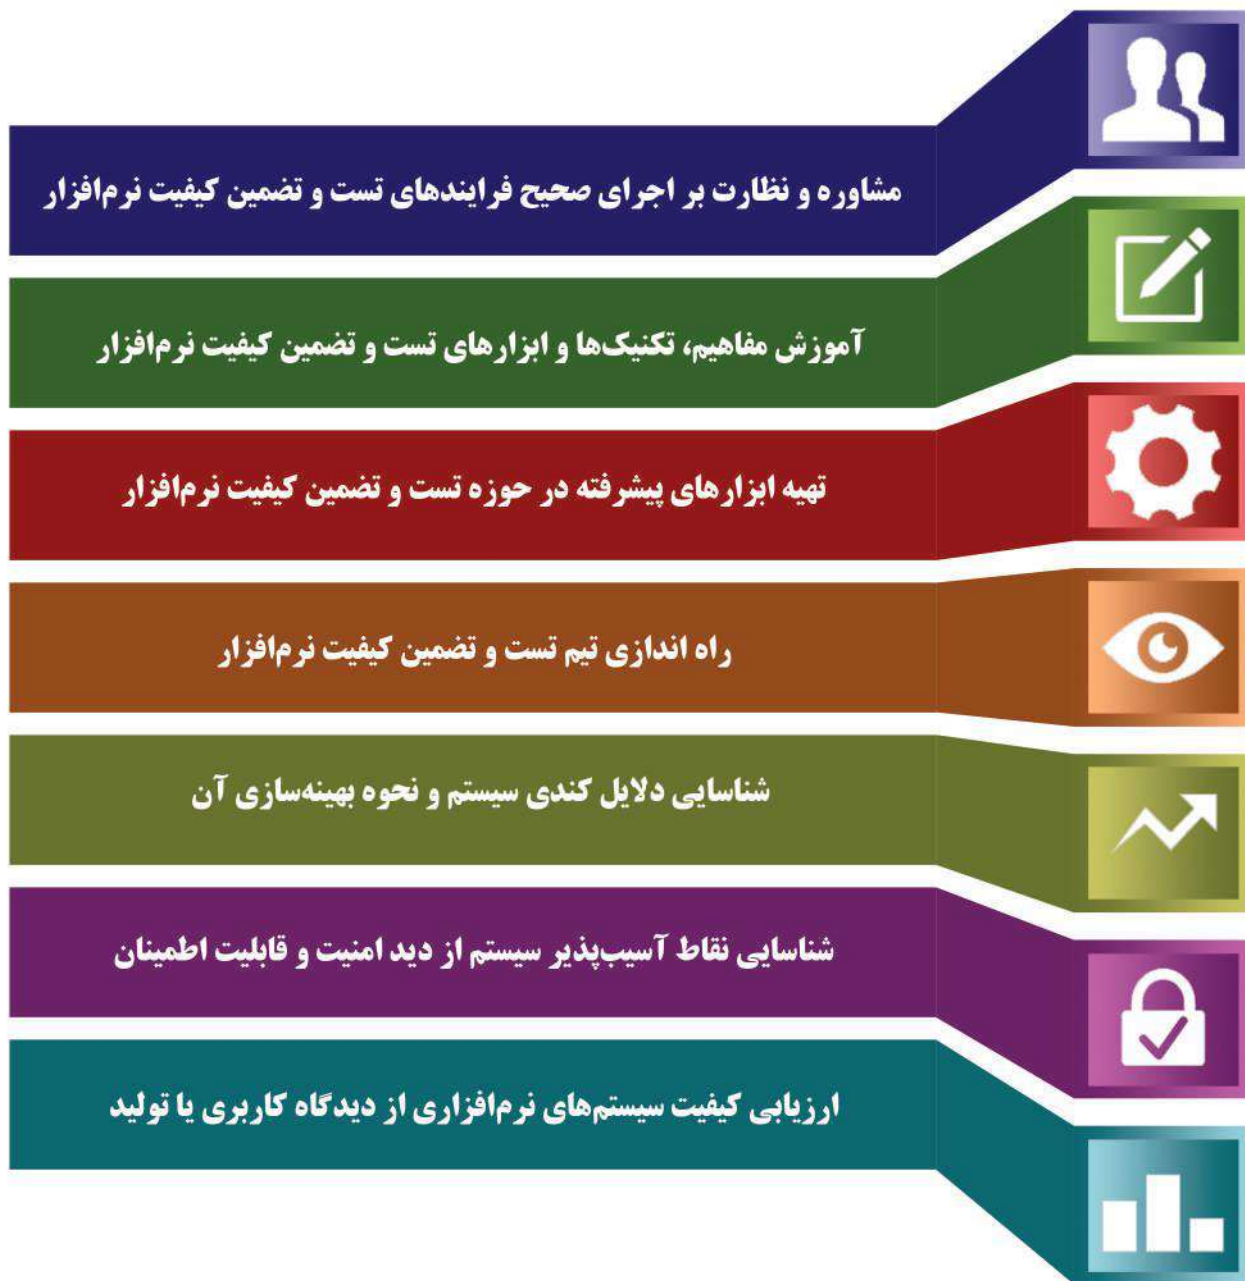 مشاوره و نظارت بر اجرای صحیح فرایندهای تست و تضمین کیفیت نرم‌افزار
آموزش مفاهیم، تکنیک‌ها و ابزارهای تست و تضمین کیفیت نرم‌افزار
تهیه ابزارهای پیشرفته در حوزه تست و تضمین کیفیت نرم‌افزار
راه اندازی تیم تست و تضمین کیفیت نرم‌افزار
شناسایی دلایل کندی سیستم و نحوه بهینه‌سازی آن
شناسایی نقاط آسیب‌پذیر سیستم از دید امنیت و قابلیت اطمینان
ارزیابی کیفیت سیستم‌های نرم‌افزاری از دیدگاه کاربری یا تولید